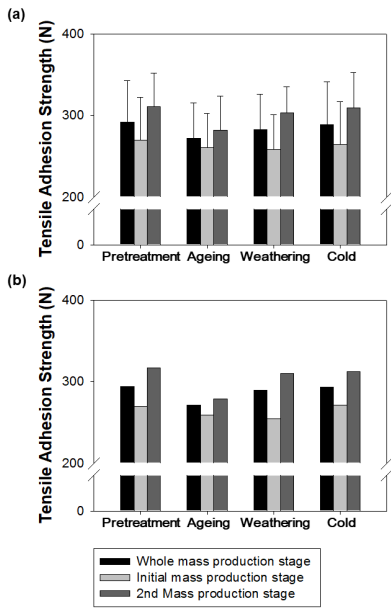 (a)
Tensile Adhesion Strength (N)
400
300
200
0
Pretreatment Ageing Weathering Cold
(b)
Tensile Adhesion Strength (N)
400
300
200
0
Pretreatment Ageing Weathering Cold
Whole mass production stage
Initial mass production stage
2nd Mass production stage